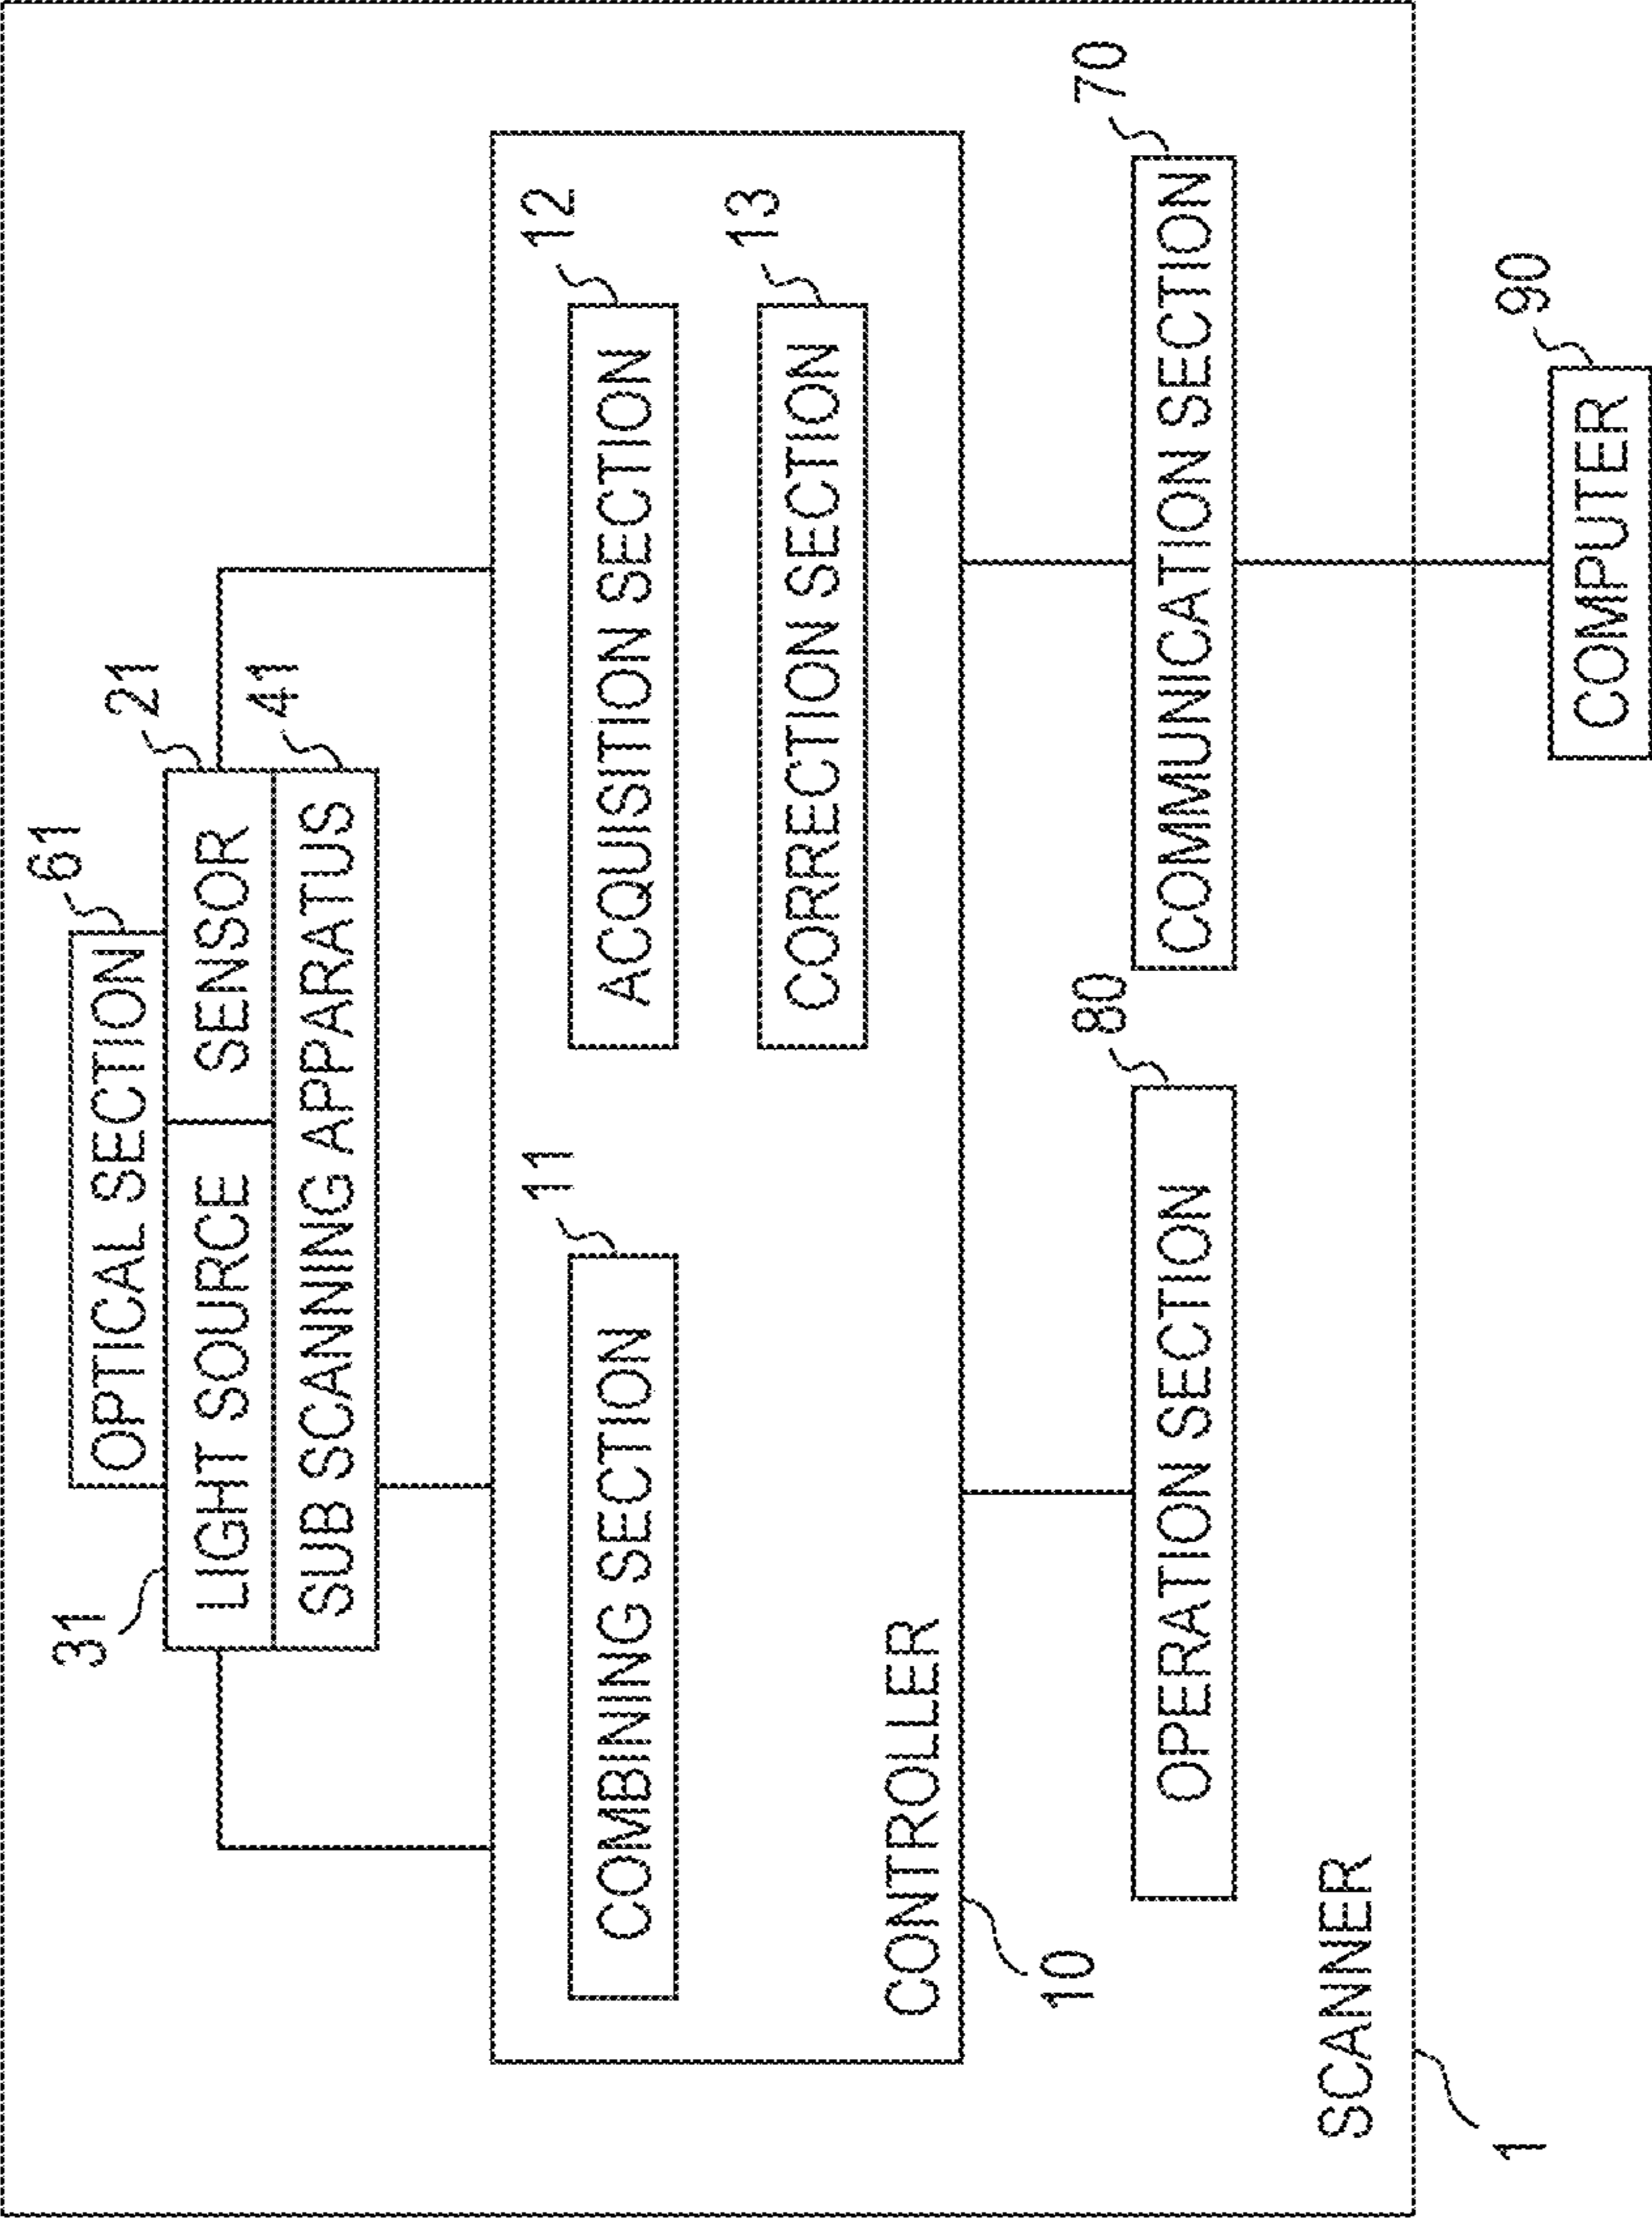 61
OPTICAL SECTION
31
21
LIGHT SOURCE
SENSOR
41
SUB SCANNING APPARATUS
11
12
COMBINING SECTION
ACQUISITION SECTION
13
CORRECTION SECTION
CONTROLLER
10
80
70
OPERATION SECTION
COMMUNICATION SECTION
SCANNER
1
90
COMPUTER